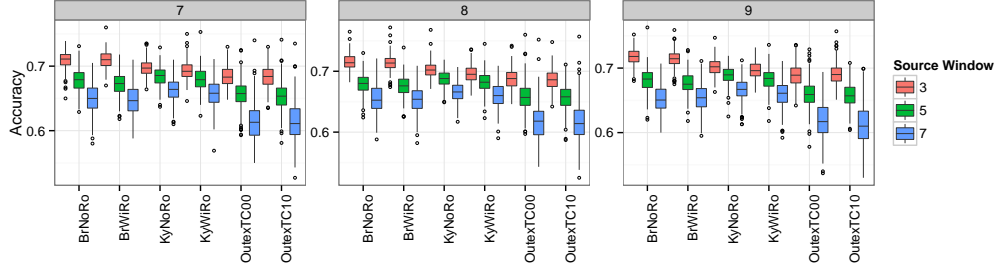 7
8
9
Accuracy
0.7
0.6
0.7
0.6
0.7
0.6
BrNoRo
BrWiRo
KyNoRo
KyWiRo
OutexTC00
OutexTC10
BrNoRo
BrWiRo
KyNoRo
KyWiRo
OutexTC00
OutexTC10
BrNoRo
BrWiRo
KyNoRo
KyWiRo
OutexTC00
OutexTC10
Source Window
3
5
7